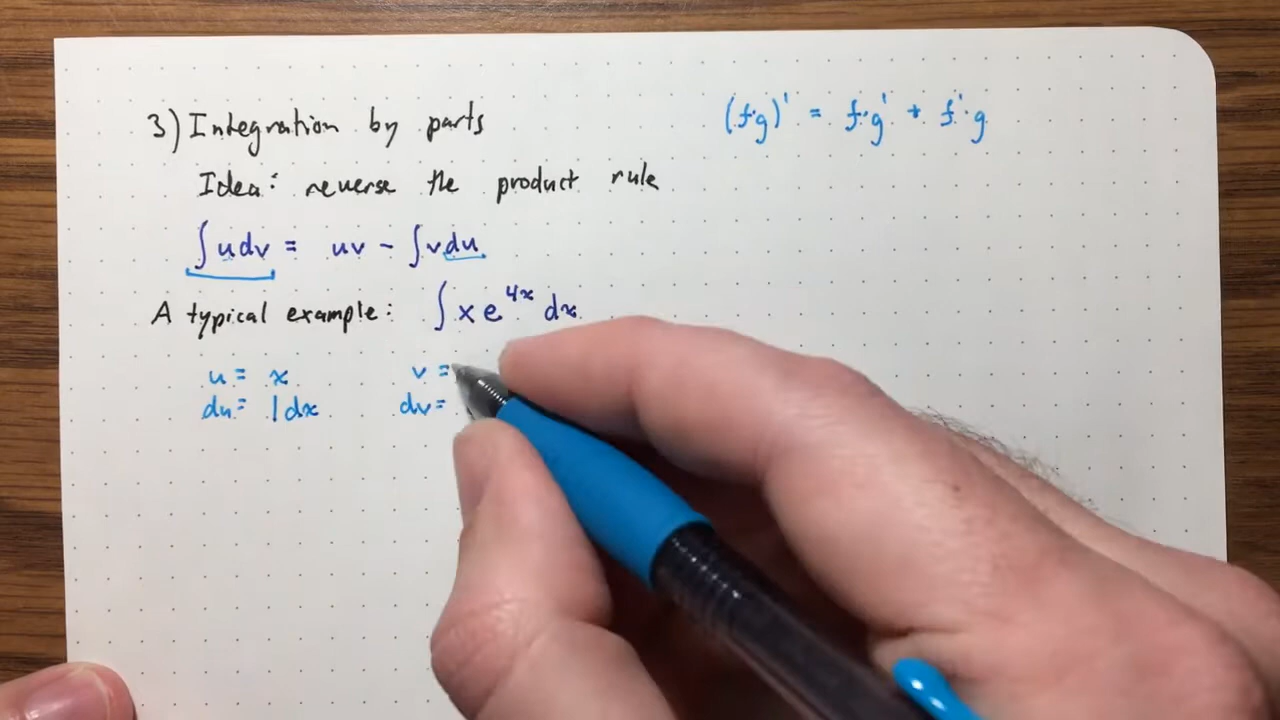 3) Integration by parts
(f·g)' = f·g' + f'·g
Idea: reverse the product rule
∫udv = uv - ∫vdu
A typical example: ∫xe^{4x} dx
u = x v =
du = 1dx dv =